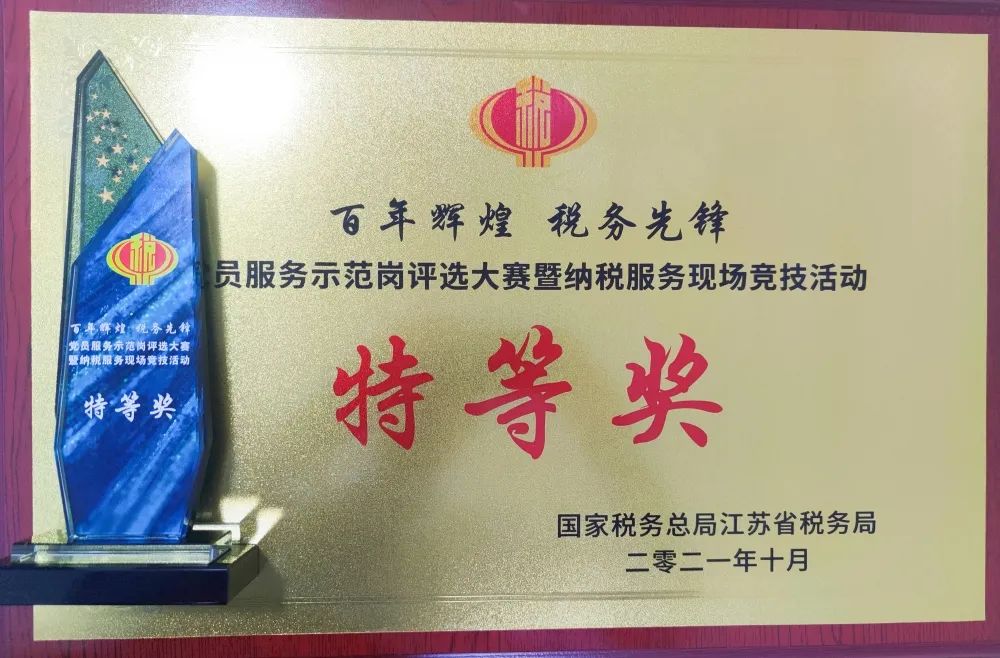 税
百年辉煌 税务先锋
员服务示范岗评选大赛暨纳税服务现场竞技活动
特等奖
国家税务总局江苏省税务局
二零二一年十月
税
百年辉煌 税务先锋
党员服务示范岗评选大赛
暨纳税服务现场竞技活动
特等奖